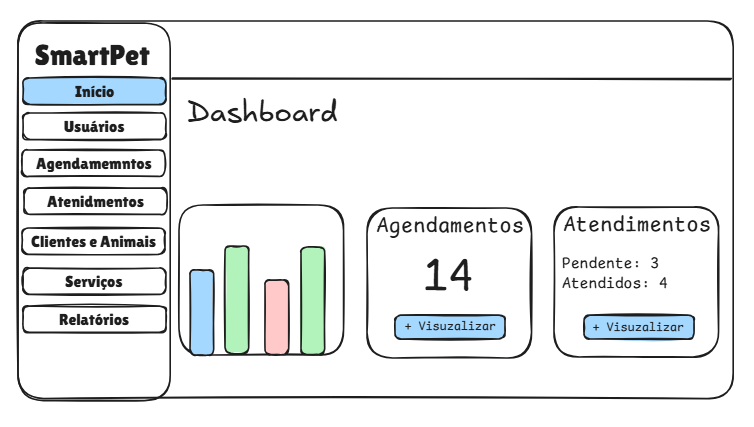 SmartPet
Início
Usuários
Agendamemntos
Atenidmentos
Clientes e Animais
Serviços
Relatórios
Dashboard
Agendamentos
14
+ Visuzalizar
Atendimentos
Pendente: 3
Atendidos: 4
+ Visuzalizar